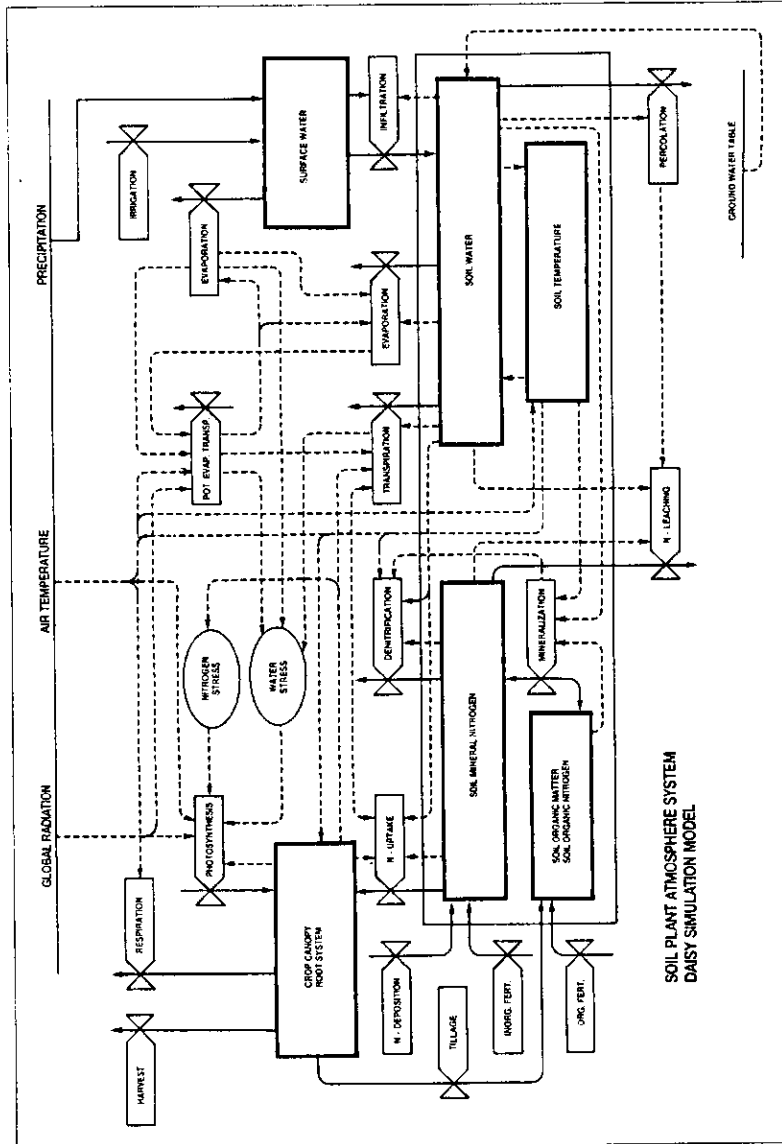 GLOBAL RADIATION
AIR TEMPERATURE
PRECIPITATION
HARVEST
RESPIRATION
PHOTOSYNTHESIS
NITROGEN
STRESS
WATER
STRESS
POT EVAP. TRANSP.
EVAPORATION
IRRIGATION
SURFACE WATER
CROP CANOPY
ROOT SYSTEM
N - UPTAKE
DENITRIFICATION
TRANSPIRATION
EVAPORATION
INFILTRATION
N - DEPOSITION
TILLAGE
INORG. FERT.
ORG. FERT.
SOIL MINERAL NITROGEN
SOIL WATER
SOIL ORGANIC MATTER
SOIL ORGANIC NITROGEN
MINERALIZATION
SOIL TEMPERATURE
N - LEACHING
PERCOLATION
GROUND WATER TABLE
SOIL PLANT ATMOSPHERE SYSTEM
DAISY SIMULATION MODEL